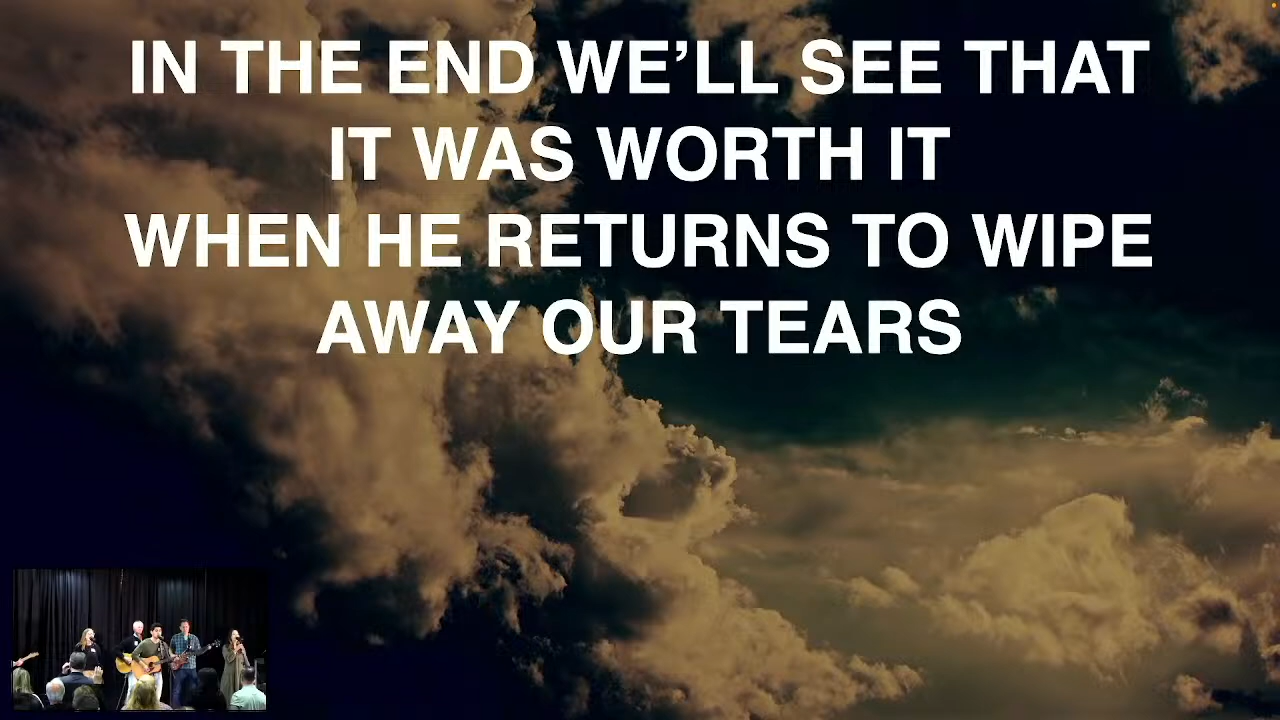 IN THE END WE’LL SEE THAT
IT WAS WORTH IT
WHEN HE RETURNS TO WIPE
AWAY OUR TEARS